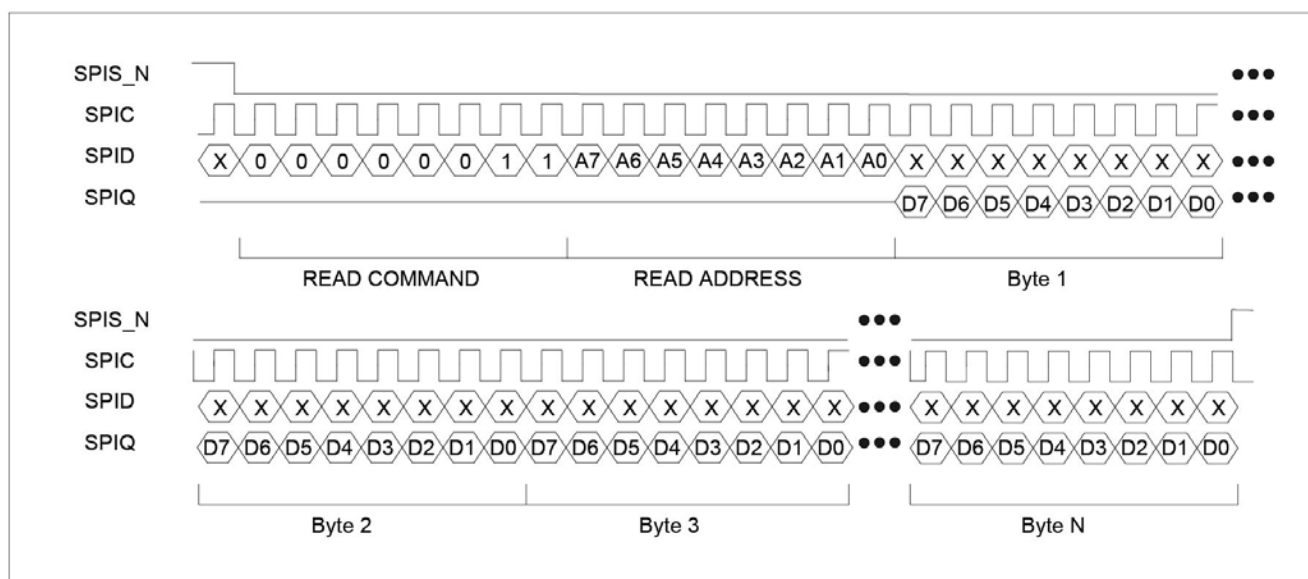 SPIS_N •••
SPIC •••
SPID X 0 0 0 0 0 0 1 1 A7 A6 A5 A4 A3 A2 A1 A0 X X X X X X X X •••
SPIQ D7 D6 D5 D4 D3 D2 D1 D0 •••
READ COMMAND READ ADDRESS Byte 1
SPIS_N •••
SPIC •••
SPID X X X X X X X X X X X X X X X X ••• X X X X X X X X
SPIQ D7 D6 D5 D4 D3 D2 D1 D0 D7 D6 D5 D4 D3 D2 D1 D0 ••• D7 D6 D5 D4 D3 D2 D1 D0
Byte 2 Byte 3 Byte N